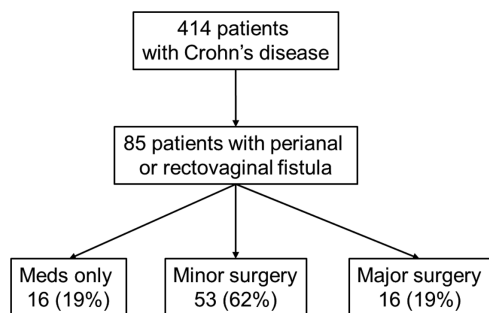 414 patients
with Crohn's disease
85 patients with perianal
or rectovaginal fistula
Meds only
16 (19%)
Minor surgery
53 (62%)
Major surgery
16 (19%)